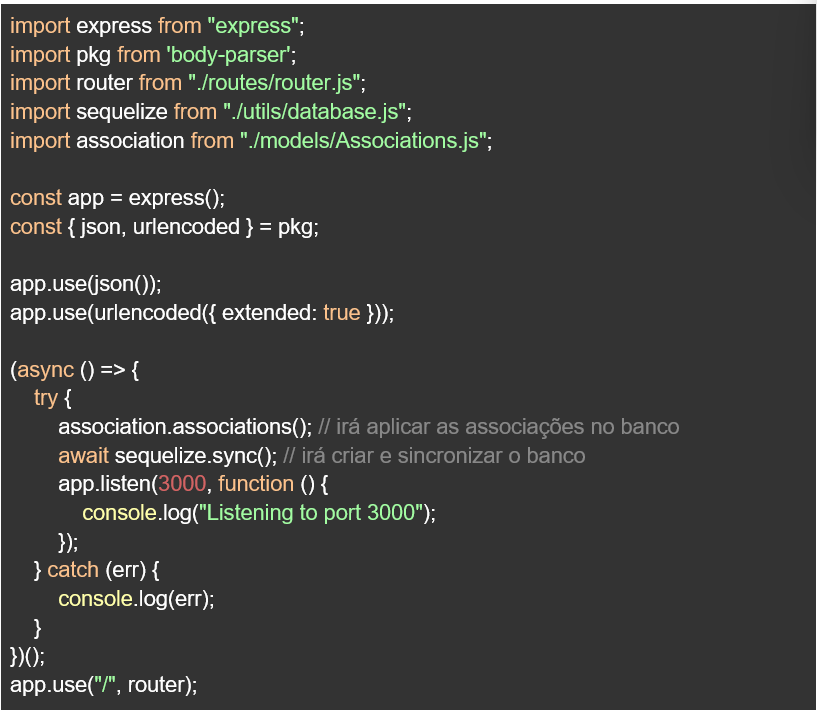 import express from "express";
import pkg from 'body-parser';
import router from "./routes/router.js";
import sequelize from "./utils/database.js";
import association from "./models/Associations.js";
const app = express();
const { json, urlencoded } = pkg;
app.use(json());
app.use(urlencoded({ extended: true }));
(async () => {
try {
association.associations(); // irá aplicar as associações no banco
await sequelize.sync(); // irá criar e sincronizar o banco
app.listen(3000, function () {
console.log("Listening to port 3000");
});
} catch (err) {
console.log(err);
}
})();
app.use("/", router);